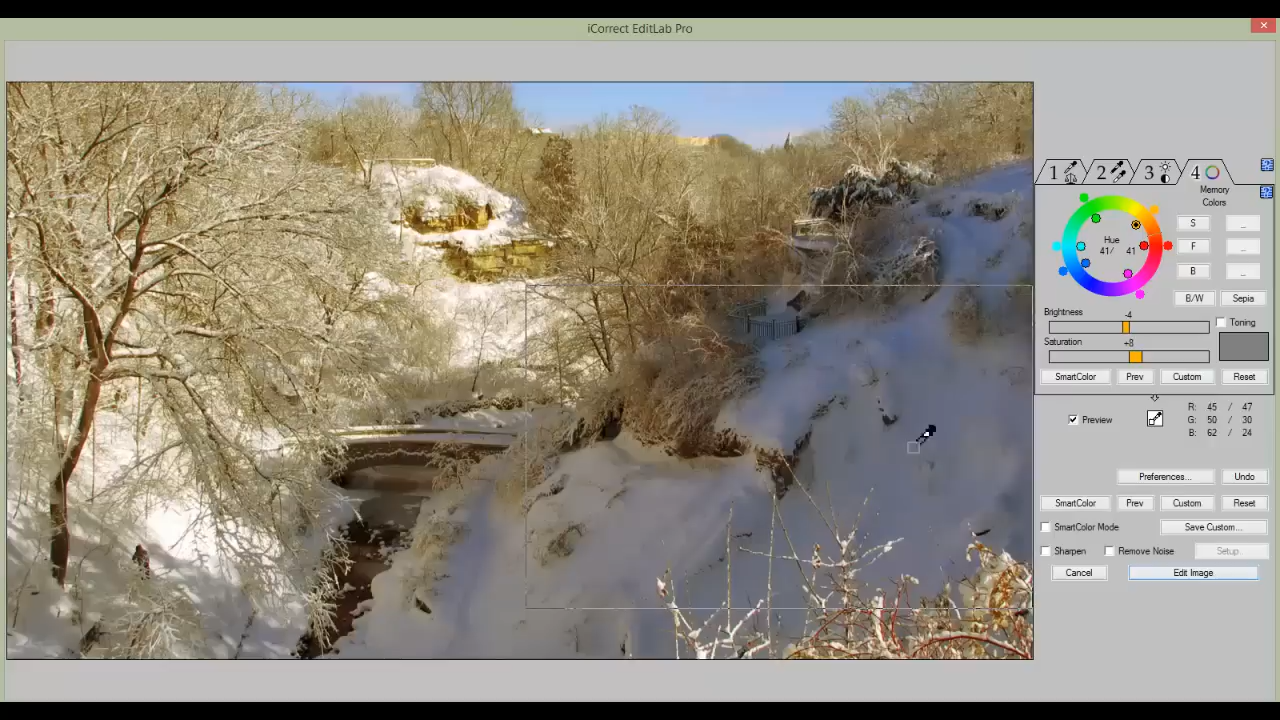 iCorrect EditLab Pro
1 2 3 4
Memory
Colors
Hue
41/ 41
S ...
F ...
B ...
B/W Sepia
Brightness
-4
Toning
Saturation
+8
SmartColor Prev Custom Reset
Preview
R: 45 / 47
G: 50 / 30
B: 62 / 24
Preferences... Undo
SmartColor Prev Custom Reset
SmartColor Mode Save Custom...
Sharpen Remove Noise Setup.
Cancel Edit Image